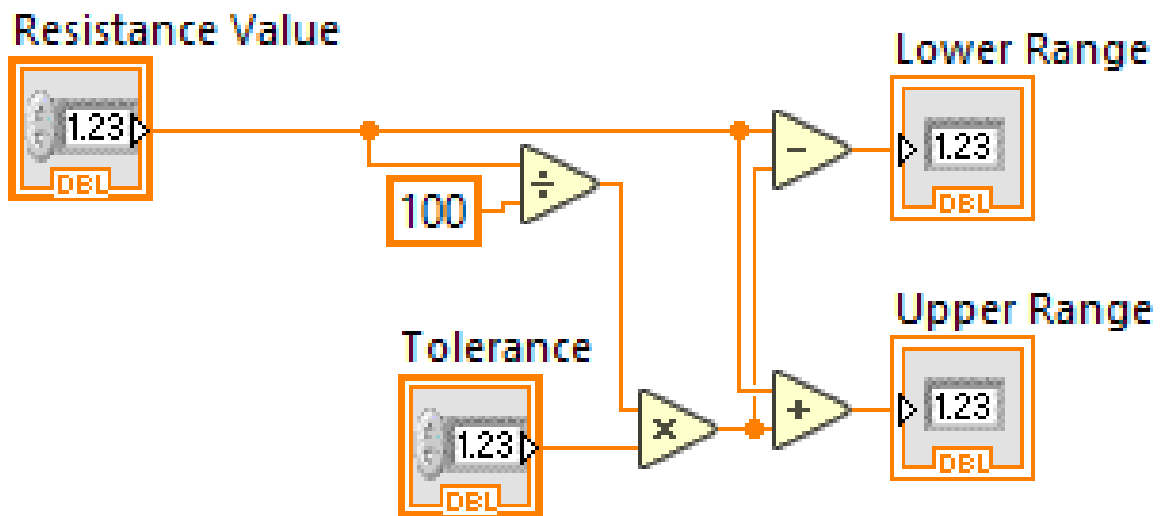 Resistance Value
1.23
DBL
Lower Range
1.23
DBL
÷
-
100
Tolerance
1.23
DBL
×
+
Upper Range
1.23
DBL